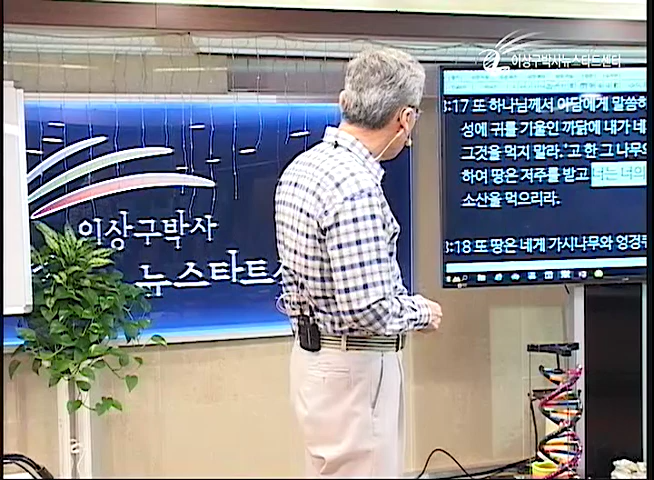 이상구박사뉴스타트센터
이상구박사
뉴스타트
3:17 또 하나님께서 아담에게 말씀하
성에 귀를 기울인 까닭에 내가 네
그것을 먹지 말라.'고 한 그 나무의
하여 땅은 저주를 받고 너는 너의
소산을 먹으리라.
3:18 또 땅은 네게 가시나무와 엉겅퀴